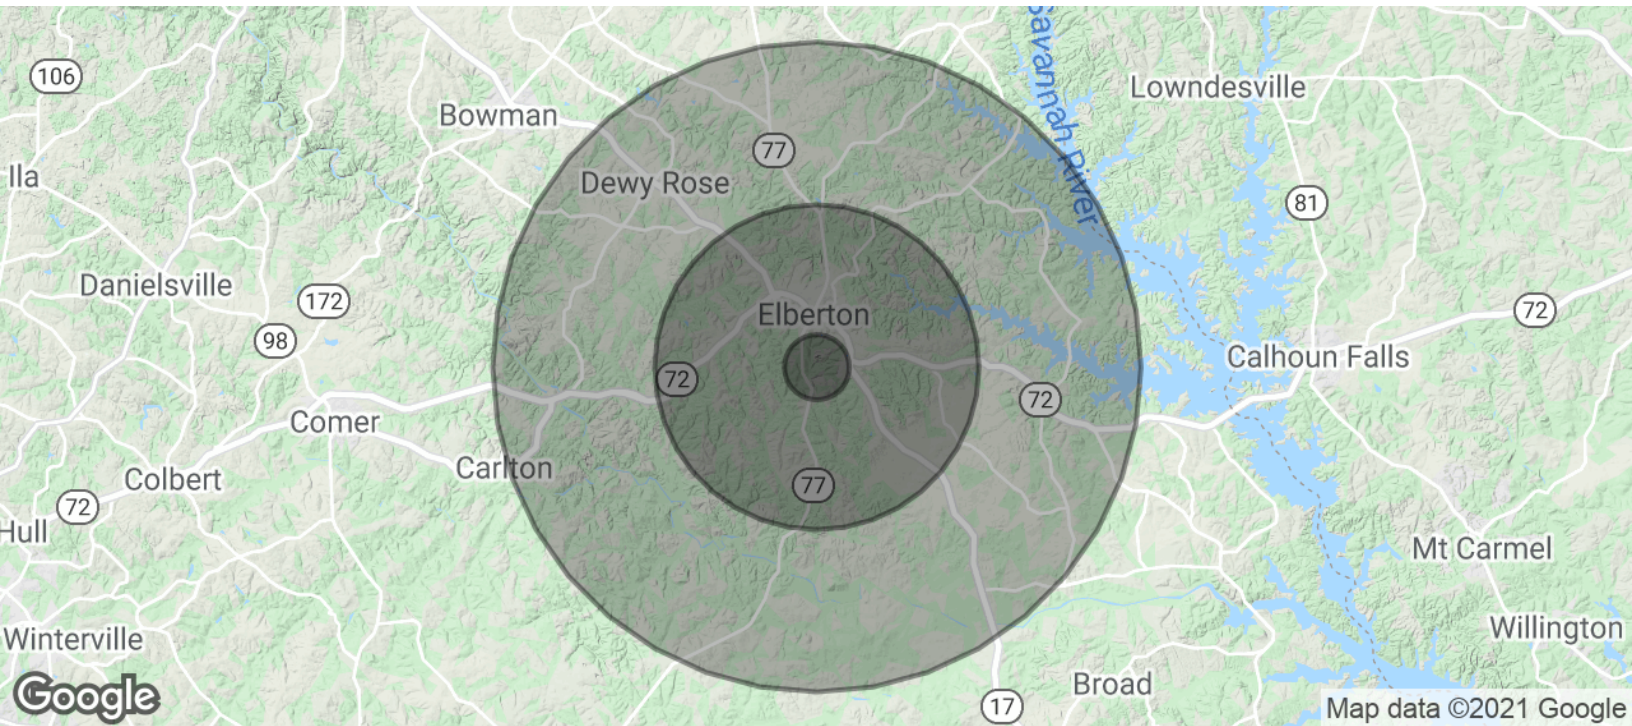 Savannah River
106
Lowndesville
Bowman
77
Dewy Rose
Ila
81
Danielsville
172
72
Elberton
98
Calhoun Falls
72
72
Comer
Carlton
Colbert
77
72
Hull
Mt Carmel
Willington
Winterville
Broad
Google
17
Map data ©2021 Google